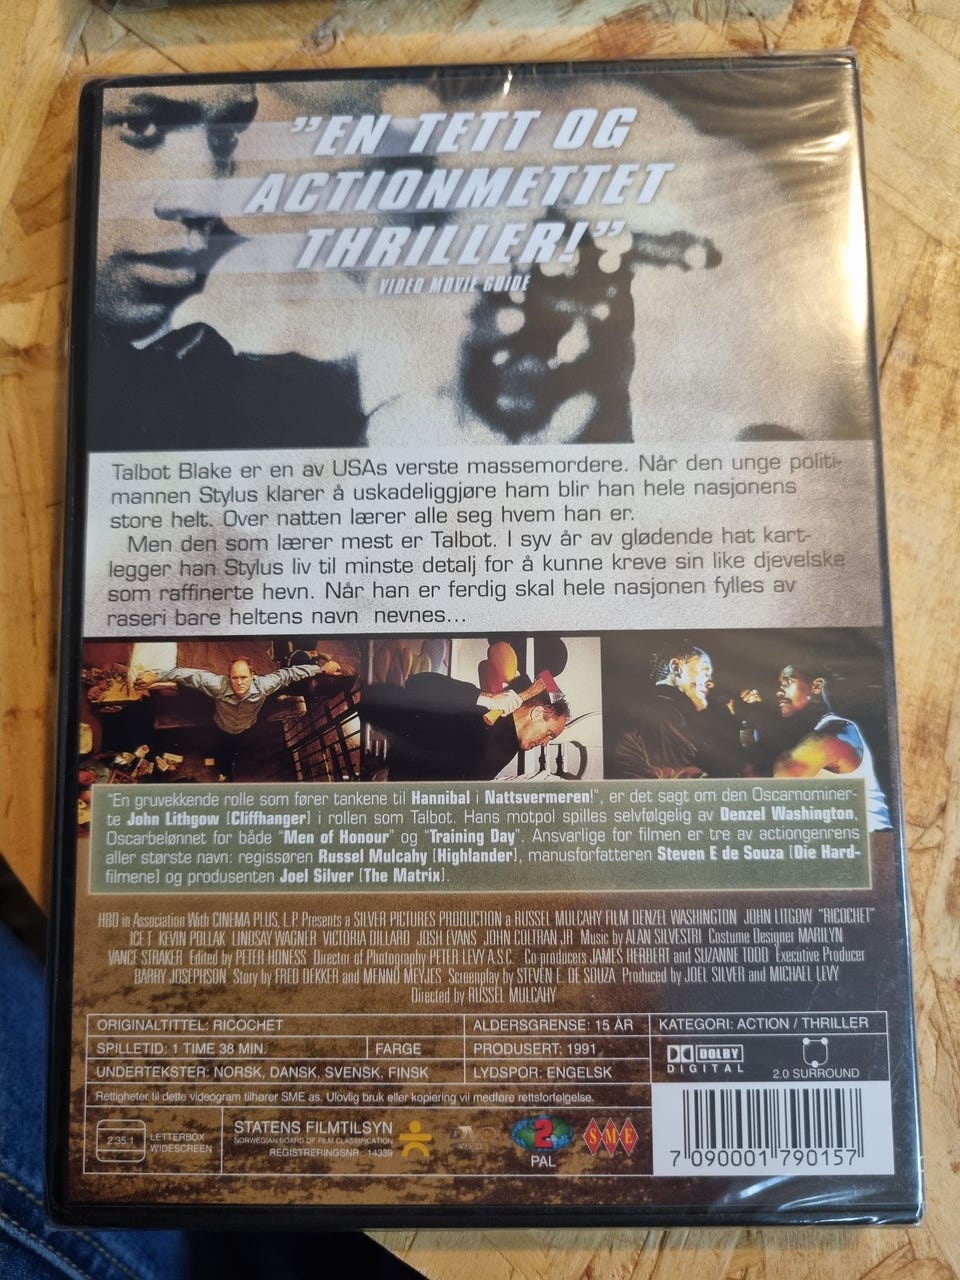 "EN TETT OG
ACTIONMETTET
THRILLER!"
VIDEO MOVIE GUIDE
Talbot Blake er en av USAs verste massemordere. Når den unge politi-
mannen Stylus klarer å uskadeliggjøre ham blir han hele nasjonens
store helt. Over natten lærer alle seg hvem han er.
Men den som lærer mest er Talbot. I syv år av glødende hat kart-
legger han Stylus liv til minste detalj for å kunne kreve sin like djevelske
som raffinerte hevn. Når han er ferdig skal hele nasjonen fylles av
raseri bare heltens navn nevnes...
"En gruvekkende rolle som fører tankene til Hannibal i Nattsvermeren!", er det sagt om den Oscarnominer-
te John Lithgow [Cliffhanger] i rollen som Talbot. Hans motpol spilles selvfølgelig av Denzel Washington,
Oscarbelønnet for både "Men of Honour" og "Training Day". Ansvarlige for filmen er tre av actiongenrens
aller største navn: regissøren Russel Mulcahy [Highlander], manusforfatteren Steven E de Souza [Die Hard-
filmene] og produsenten Joel Silver [The Matrix].
HBO in Association With CINEMA PLUS, L.P. Presents a SILVER PICTURES PRODUCTION a RUSSEL MULCAHY FILM DENZEL WASHINGTON JOHN LITGOW "RICOCHET"
ICE T KEVIN POLLAK LINDSAY WAGNER VICTORIA DILLARD JOSH EVANS JOHN COLTRAN JR Music by ALAN SILVESTRI Costume Designer MARILYN
VANCE STRAKER Edited by PETER HONESS Director of Photography PETER LEVY A.S.C. Co-producers JAMES HERBERT and SUZANNE TODD Executive Producer
BARRY JOSEPHSON Story by FRED DEKKER and MENNO MEYJES Screenplay by STEVEN E. DE SOUZA Produced by JOEL SILVER and MICHAEL LEVY
Directed by RUSSEL MULCAHY
ORIGINALTITTEL: RICOCHET
ALDERSGRENSE: 15 ÅR
KATEGORI: ACTION / THRILLER
SPILLETID: 1 TIME 38 MIN.
FARGE
PRODUSERT: 1991
UNDERTEKSTER: NORSK, DANSK, SVENSK, FINSK
LYDSPOR: ENGELSK
DOLBY
DIGITAL
2.0 SURROUND
Rettigheter til dette videogram tilhører SME as. Ulovlig bruk eller kopiering vil medføre rettsforfølgelse.
2.35:1
LETTERBOX
WIDESCREEN
STATENS FILMTILSYN
NORWEGIAN BOARD OF FILM CLASSIFICATION
REGISTRERINGSNR 14339
2
PAL
SME
7 090001 790157